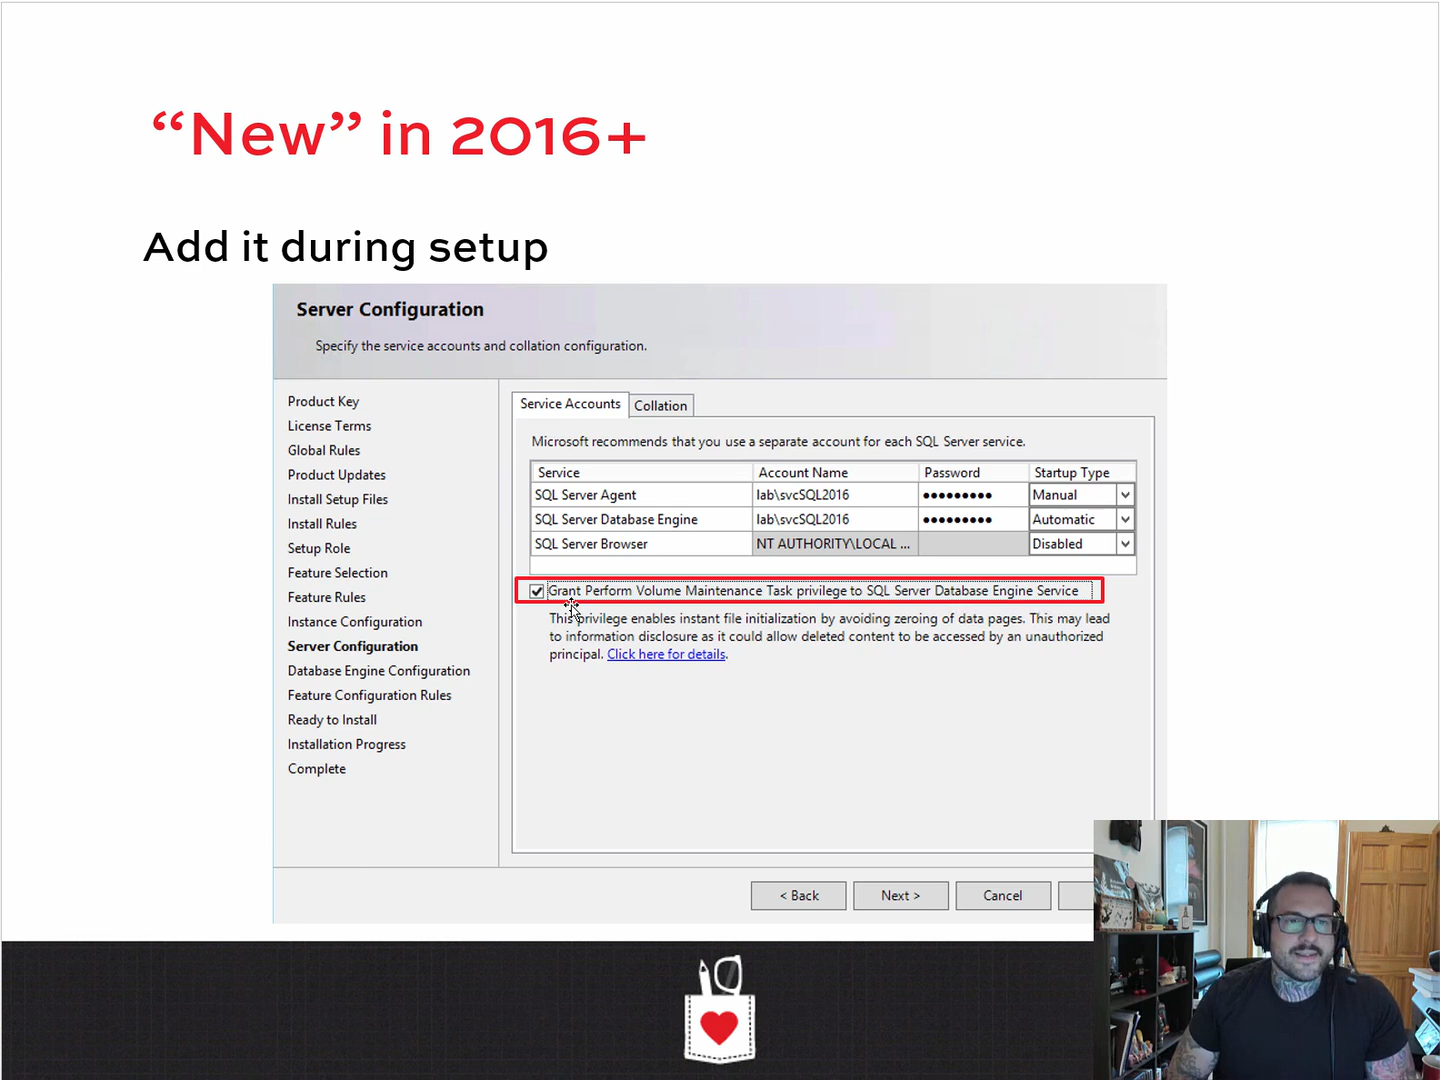 “New” in 2016+
Add it during setup
Server Configuration
Specify the service accounts and collation configuration.
Product Key
License Terms
Global Rules
Product Updates
Install Setup Files
Install Rules
Setup Role
Feature Selection
Feature Rules
Instance Configuration
Server Configuration
Database Engine Configuration
Feature Configuration Rules
Ready to Install
Installation Progress
Complete
Service Accounts Collation
Microsoft recommends that you use a separate account for each SQL Server service.
Service Account Name Password Startup Type
SQL Server Agent lab\svcSQL2016 ●●●●●●●●● Manual
SQL Server Database Engine lab\svcSQL2016 ●●●●●●●●● Automatic
SQL Server Browser NT AUTHORITY\LOCAL ... Disabled
Grant Perform Volume Maintenance Task privilege to SQL Server Database Engine Service
This privilege enables instant file initialization by avoiding zeroing of data pages. This may lead
to information disclosure as it could allow deleted content to be accessed by an unauthorized
principal. Click here for details.
< Back Next > Cancel